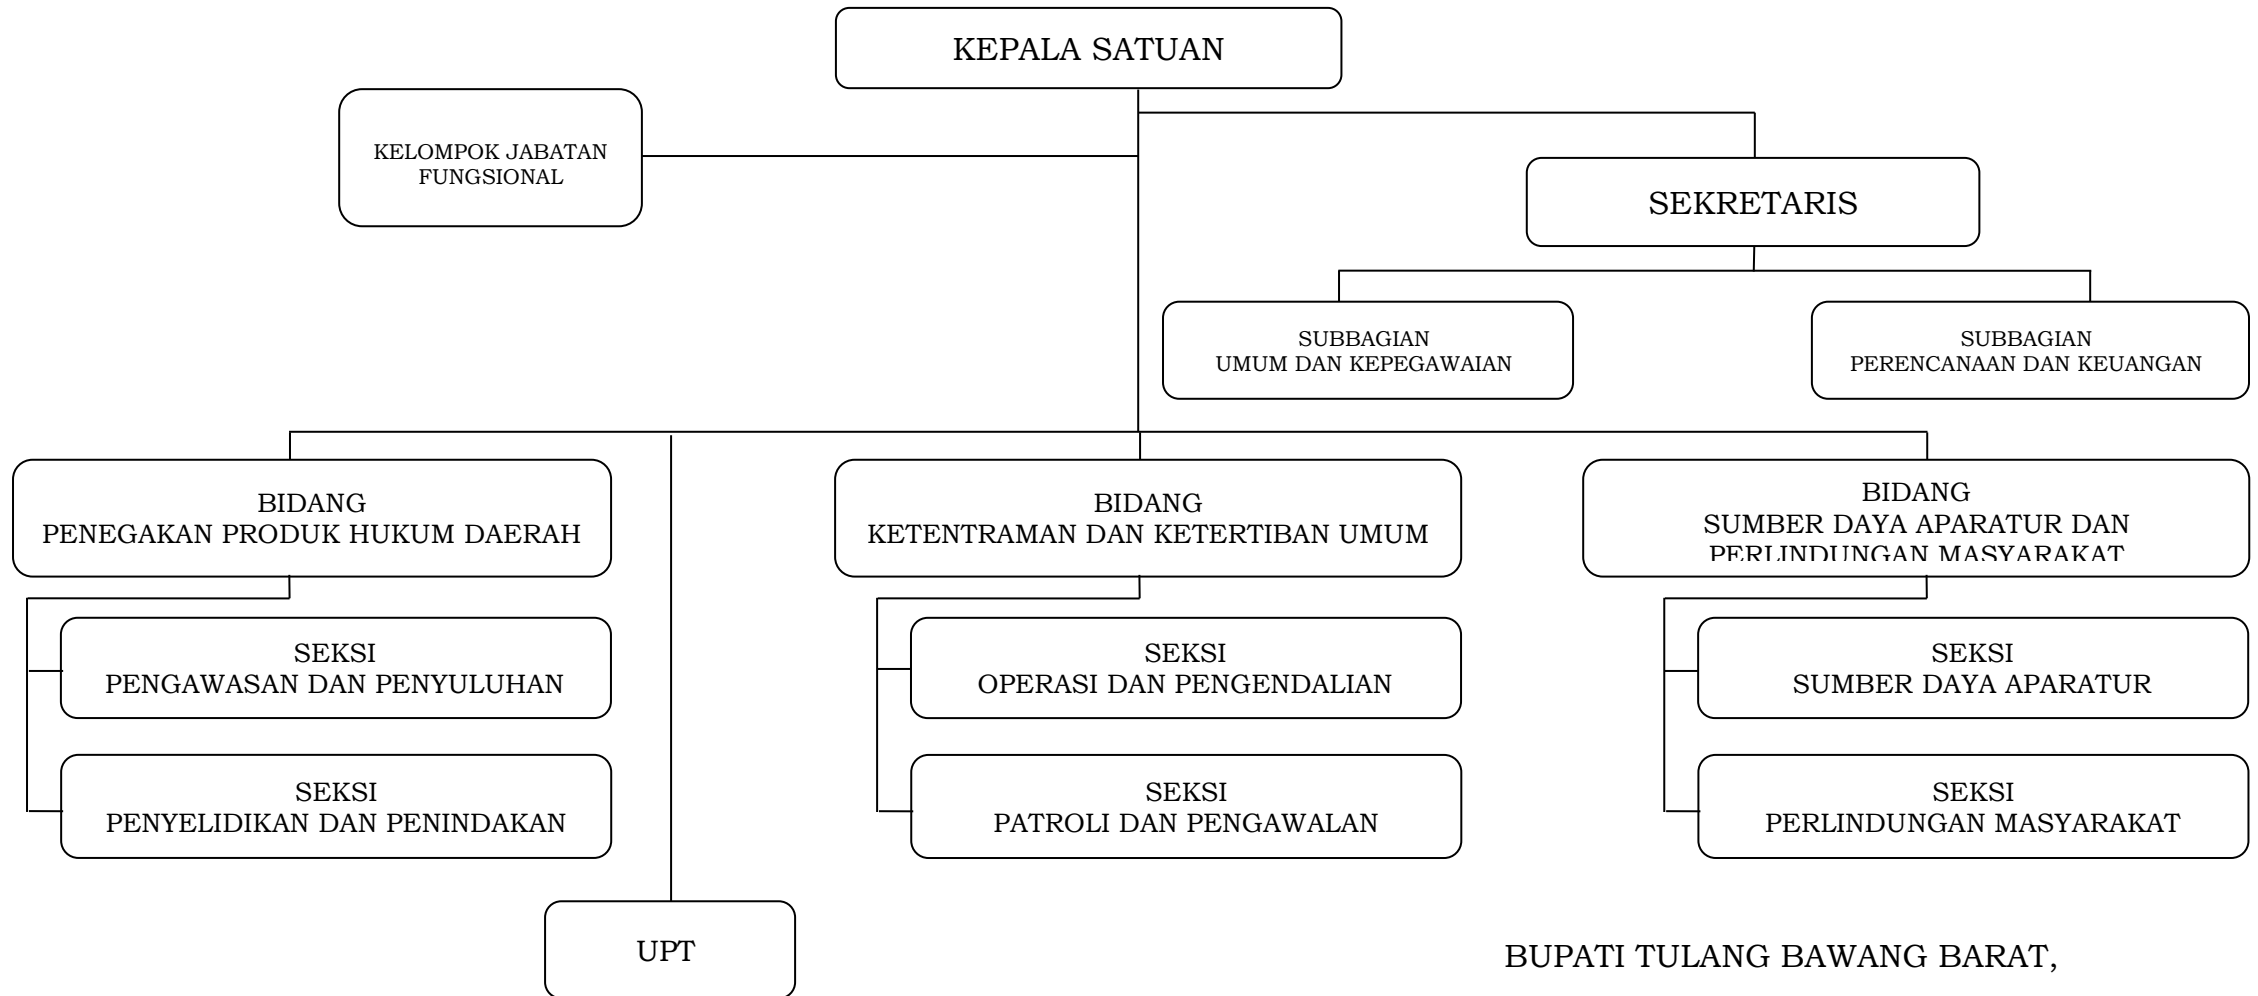 KEPALA SATUAN
KELOMPOK JABATAN
FUNGSIONAL
SEKRETARIS
SUBBAGIAN
UMUM DAN KEPEGAWAIAN
SUBBAGIAN
PERENCANAAN DAN KEUANGAN
BIDANG
PENEGAKAN PRODUK HUKUM DAERAH
BIDANG
KETENTRAMAN DAN KETERTIBAN UMUM
BIDANG
SUMBER DAYA APARATUR DAN
PERLINDUNGAN MASYARAKAT
SEKSI
PENGAWASAN DAN PENYULUHAN
SEKSI
OPERASI DAN PENGENDALIAN
SEKSI
SUMBER DAYA APARATUR
SEKSI
PENYELIDIKAN DAN PENINDAKAN
SEKSI
PATROLI DAN PENGAWALAN
SEKSI
PERLINDUNGAN MASYARAKAT
UPT
BUPATI TULANG BAWANG BARAT,